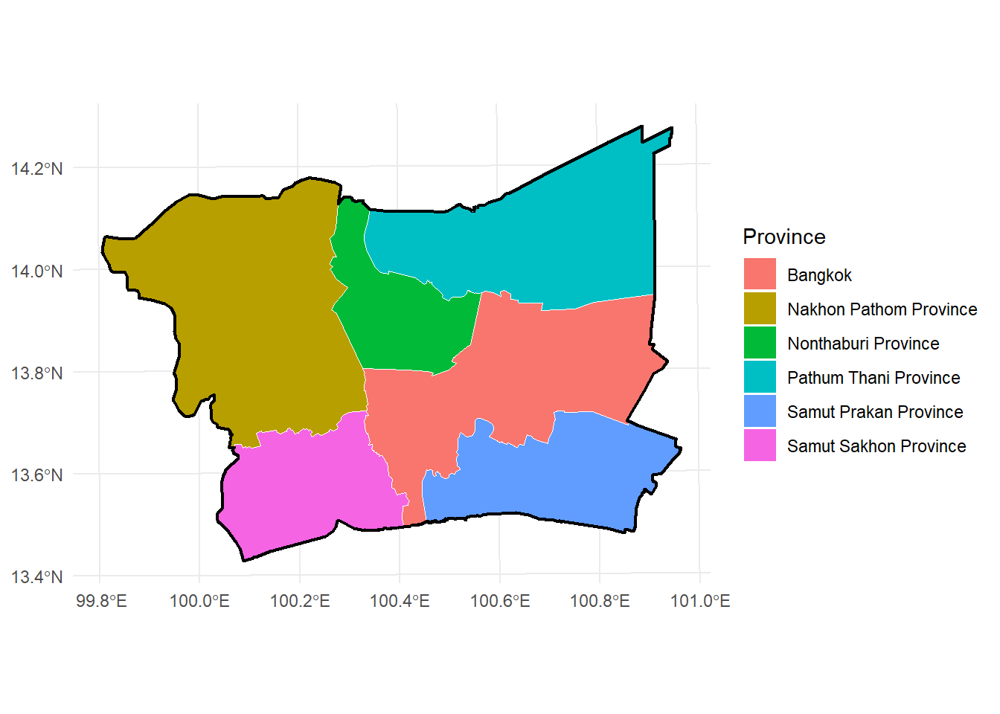 14.2°N
14.0°N
13.8°N
13.6°N
13.4°N
99.8°E
100.0°E
100.2°E
100.4°E
100.6°E
100.8°E
101.0°E
Province
Bangkok
Nakhon Pathom Province
Nonthaburi Province
Pathum Thani Province
Samut Prakan Province
Samut Sakhon Province